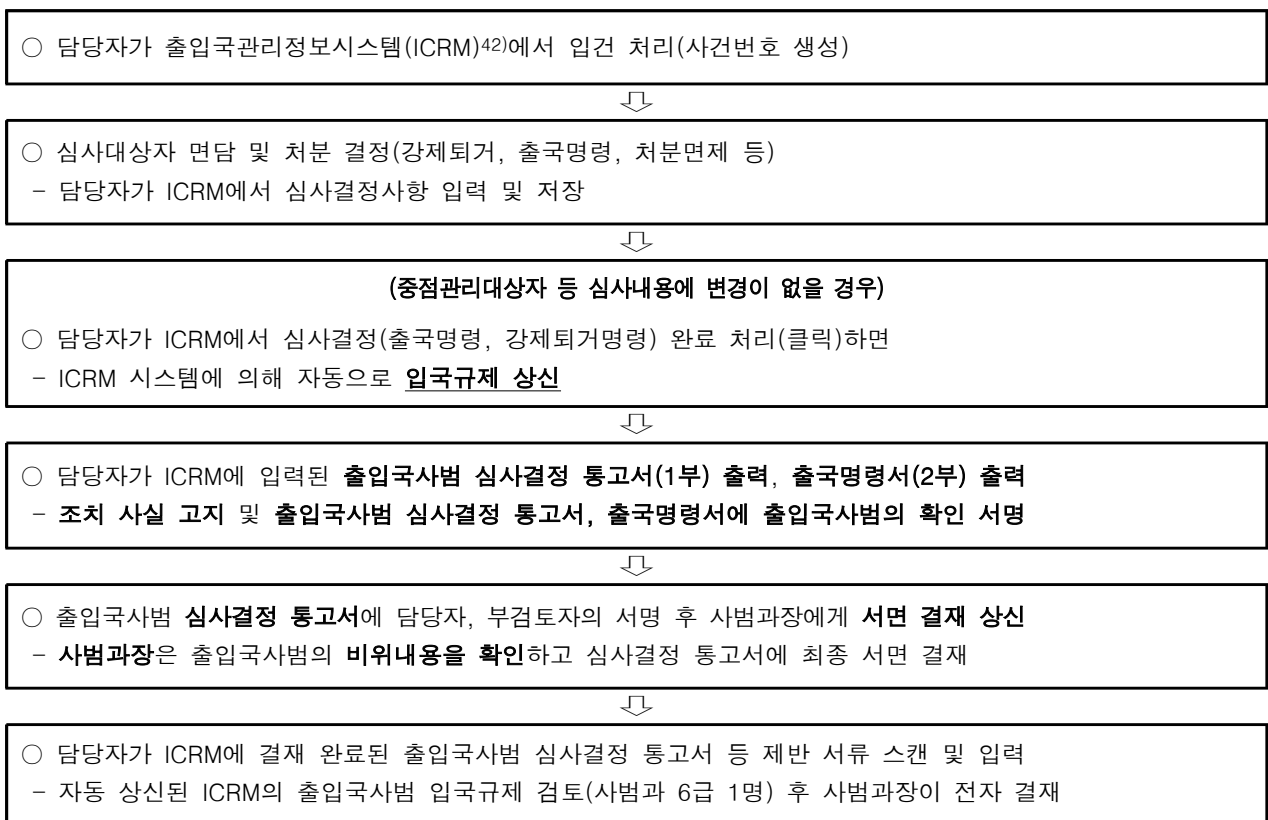 ○ 담당자가 출입국관리정보시스템(ICRM)42)에서 입건 처리(사건번호 생성)
○ 심사대상자 면담 및 처분 결정(강제퇴거, 출국명령, 처분면제 등)
- 담당자가 ICRM에서 심사결정사항 입력 및 저장
(중점관리대상자 등 심사내용에 변경이 없을 경우)
○ 담당자가 ICRM에서 심사결정(출국명령, 강제퇴거명령) 완료 처리(클릭)하면
- ICRM 시스템에 의해 자동으로 입국규제 상신
○ 담당자가 ICRM에 입력된 출입국사범 심사결정 통고서(1부) 출력, 출국명령서(2부) 출력
- 조치 사실 고지 및 출입국사범 심사결정 통고서, 출국명령서에 출입국사범의 확인 서명
○ 출입국사범 심사결정 통고서에 담당자, 부검토자의 서명 후 사범과장에게 서면 결재 상신
- 사범과장은 출입국사범의 비위내용을 확인하고 심사결정 통고서에 최종 서면 결재
○ 담당자가 ICRM에 결재 완료된 출입국사범 심사결정 통고서 등 제반 서류 스캔 및 입력
- 자동 상신된 ICRM의 출입국사범 입국규제 검토(사범과 6급 1명) 후 사범과장이 전자 결재